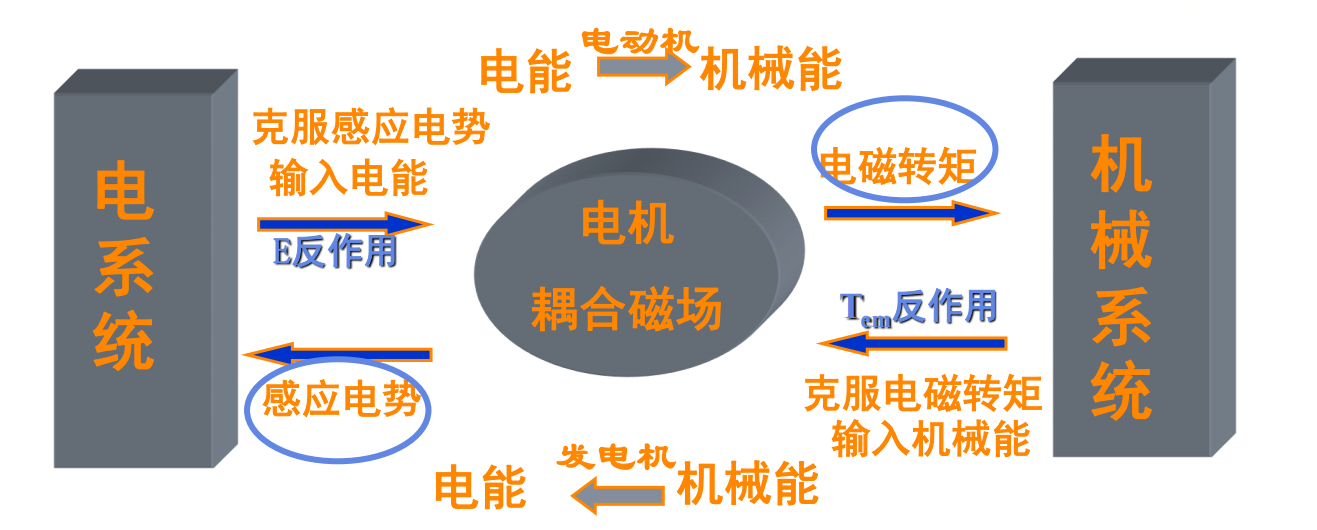 电动机
电能
机械能
克服感应电势
输入电能
E反作用
电磁转矩
电系统
电机
耦合磁场
机械系统
Tem反作用
感应电势
克服电磁转矩
输入机械能
发电机
电能
机械能